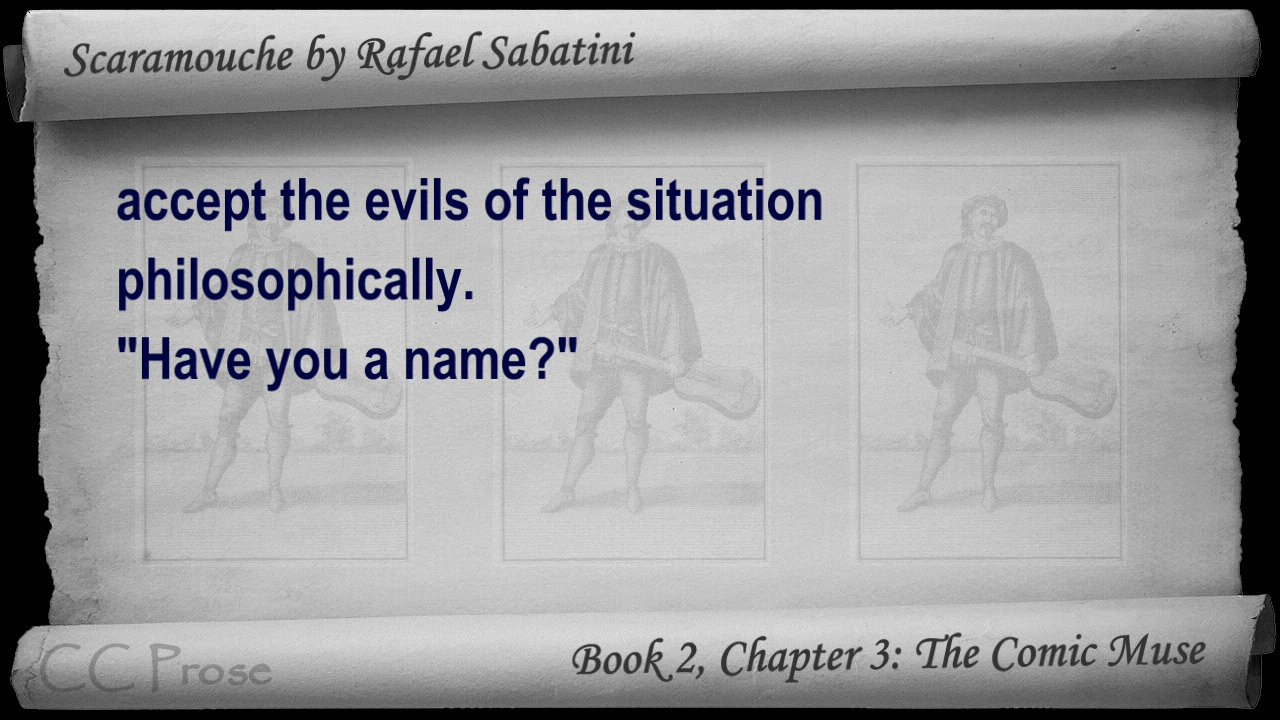 Scaramouche by Rafael Sabatini
accept the evils of the situation
philosophically.
"Have you a name?"
CC Prose
Book 2, Chapter 3: The Comic Muse